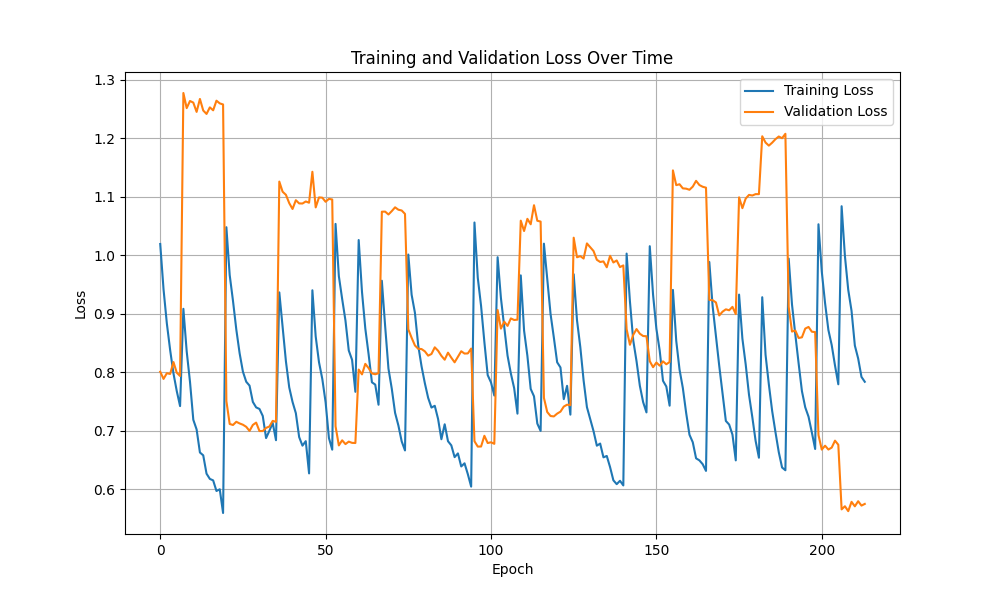 Training and Validation Loss Over Time
Training Loss
Validation Loss
1.3
1.2
1.1
1.0
0.9
0.8
0.7
0.6
Loss
0
50
100
150
200
Epoch